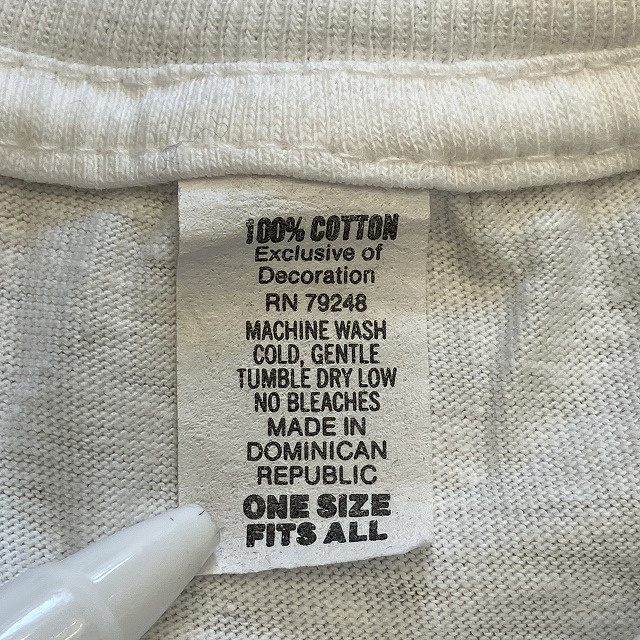 100% COTTON
Exclusive of
Decoration
RN 79248
MACHINE WASH
COLD, GENTLE
TUMBLE DRY LOW
NO BLEACHES
MADE IN
DOMINICAN
REPUBLIC
ONE SIZE
FITS ALL